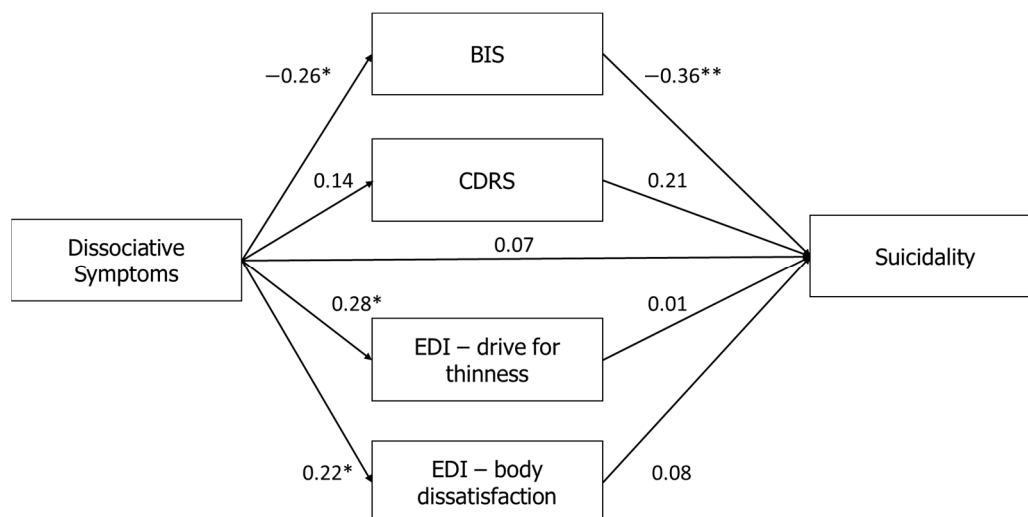 BIS
−0.26*
−0.36**
CDRS
0.14
0.21
Dissociative
Symptoms
0.07
Suicidality
0.28*
0.01
EDI – drive for
thinness
0.22*
EDI – body
dissatisfaction
0.08